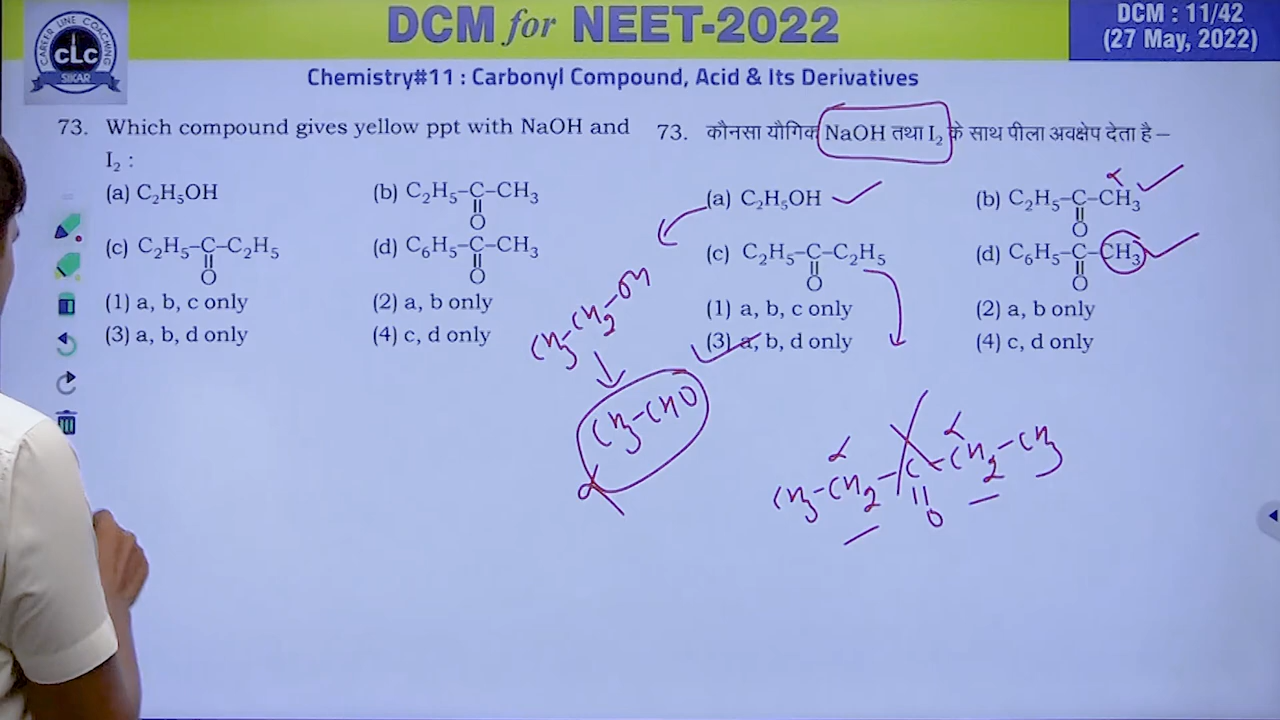 DCM for NEET-2022
DCM : 11/42
(27 May, 2022)
CAREER LINE COACHING
CLC
SIKAR
Chemistry#11 : Carbonyl Compound, Acid & Its Derivatives
73. Which compound gives yellow ppt with NaOH and
I₂ :
(a) C₂H₅OH (b) C₂H₅–C–CH₃
O
(c) C₂H₅–C–C₂H₅ (d) C₆H₅–C–CH₃
O O
(1) a, b, c only (2) a, b only
(3) a, b, d only (4) c, d only
73. कौनसा यौगिक NaOH तथा I₂ के साथ पीला अवक्षेप देता है –
α
(a) C₂H₅OH (b) C₂H₅–C–CH₃
O
(c) C₂H₅–C–C₂H₅ (d) C₆H₅–C–CH₃
O O
(1) a, b, c only (2) a, b only
(3) a, b, d only (4) c, d only
CH₃–CH₂–OH
CH₃–CHO
α
α α
CH₃–CH₂–C–CH₂–CH₃
O